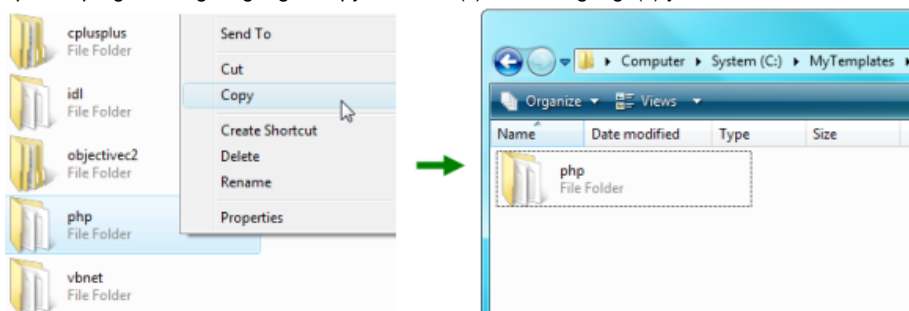 cplusplus
File Folder
idl
File Folder
objectivec2
File Folder
php
File Folder
vbnet
File Folder
Send To
Cut
Copy
Create Shortcut
Delete
Rename
Properties
Computer System (C:) MyTemplates
Organize Views
Name Date modified Type Size
php
File Folder